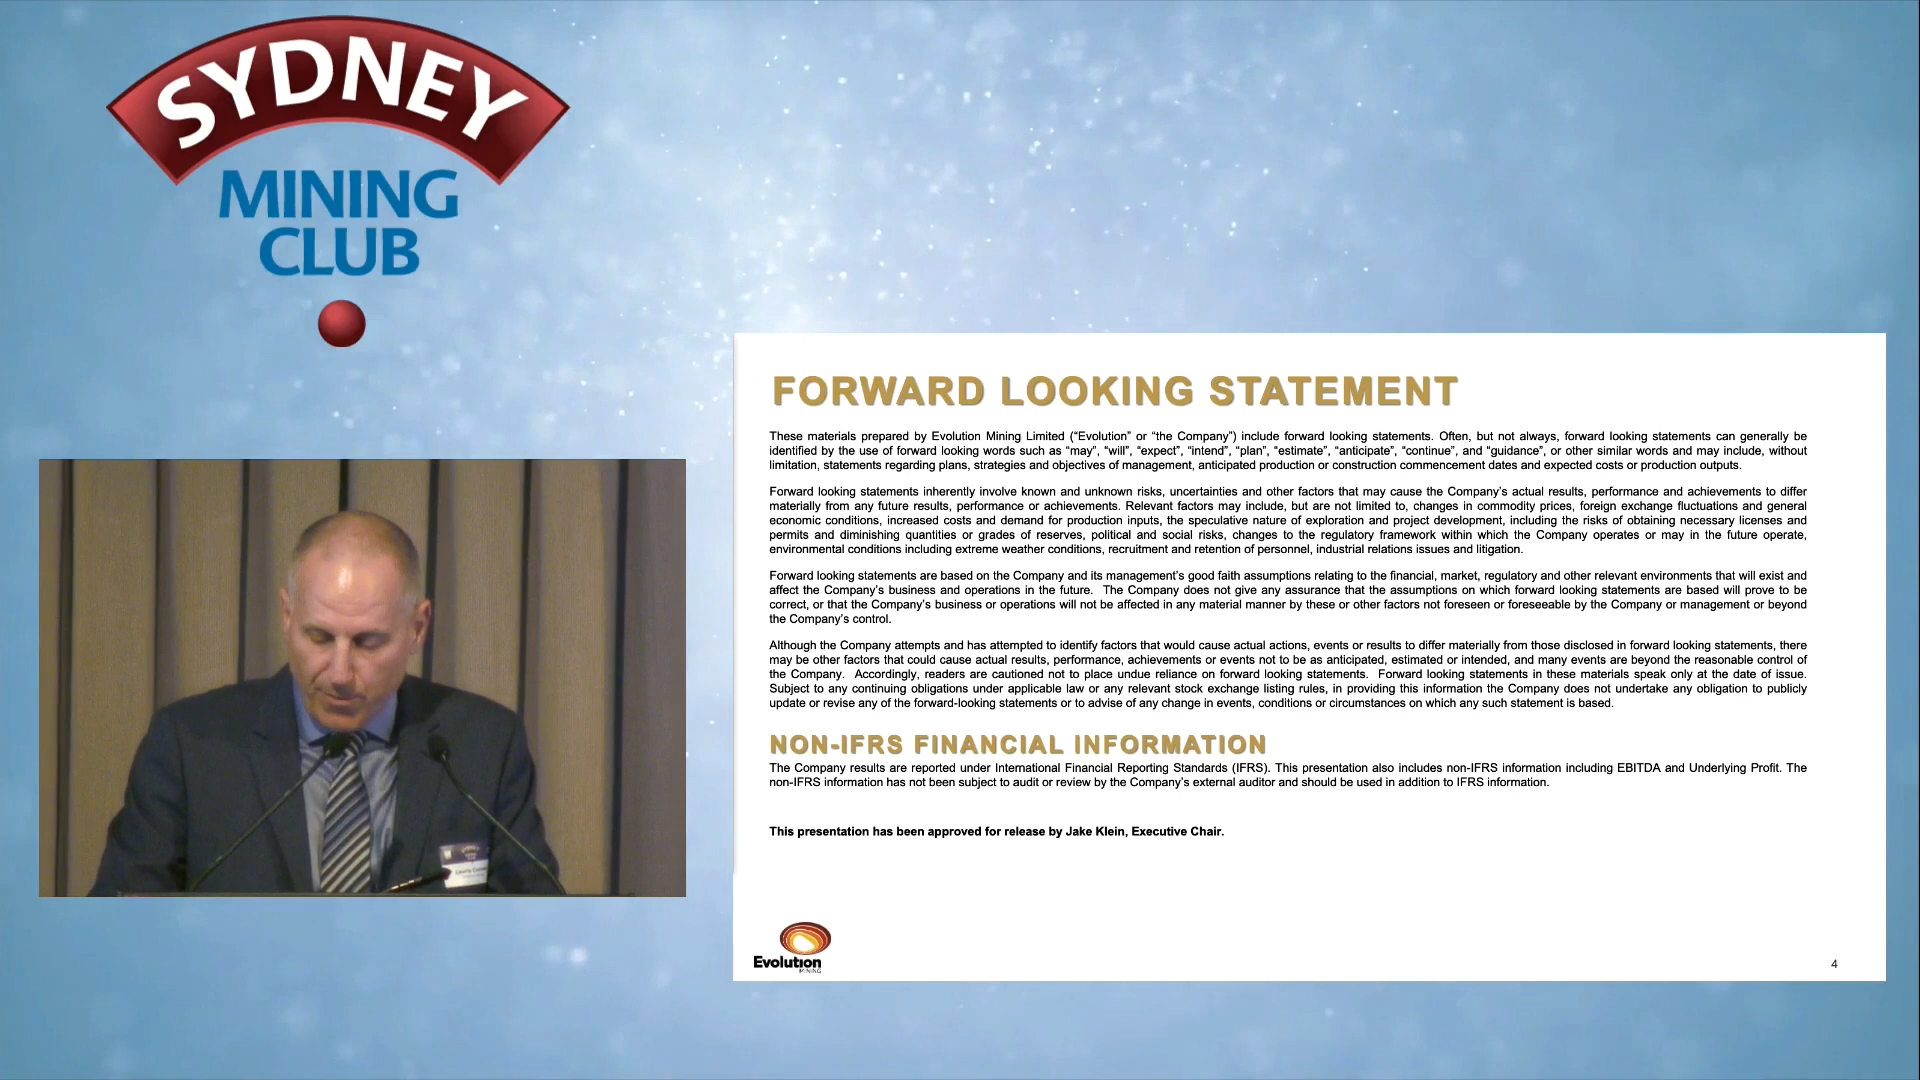 SYDNEY
MINING
CLUB
FORWARD LOOKING STATEMENT
These materials prepared by Evolution Mining Limited (“Evolution” or “the Company”) include forward looking statements. Often, but not always, forward looking statements can generally be
identified by the use of forward looking words such as “may”, “will”, “expect”, “intend”, “plan”, “estimate”, “anticipate”, “continue”, and “guidance”, or other similar words and may include, without
limitation, statements regarding plans, strategies and objectives of management, anticipated production or construction commencement dates and expected costs or production outputs.
Forward looking statements inherently involve known and unknown risks, uncertainties and other factors that may cause the Company’s actual results, performance and achievements to differ
materially from any future results, performance or achievements. Relevant factors may include, but are not limited to, changes in commodity prices, foreign exchange fluctuations and general
economic conditions, increased costs and demand for production inputs, the speculative nature of exploration and project development, including the risks of obtaining necessary licenses and
permits and diminishing quantities or grades of reserves, political and social risks, changes to the regulatory framework within which the Company operates or may in the future operate,
environmental conditions including extreme weather conditions, recruitment and retention of personnel, industrial relations issues and litigation.
Forward looking statements are based on the Company and its management’s good faith assumptions relating to the financial, market, regulatory and other relevant environments that will exist and
affect the Company’s business and operations in the future. The Company does not give any assurance that the assumptions on which forward looking statements are based will prove to be
correct, or that the Company’s business or operations will not be affected in any material manner by these or other factors not foreseen or foreseeable by the Company or management or beyond
the Company’s control.
Although the Company attempts and has attempted to identify factors that would cause actual actions, events or results to differ materially from those disclosed in forward looking statements, there
may be other factors that could cause actual results, performance, achievements or events not to be as anticipated, estimated or intended, and many events are beyond the reasonable control of
the Company. Accordingly, readers are cautioned not to place undue reliance on forward looking statements. Forward looking statements in these materials speak only at the date of issue.
Subject to any continuing obligations under applicable law or any relevant stock exchange listing rules, in providing this information the Company does not undertake any obligation to publicly
update or revise any of the forward-looking statements or to advise of any change in events, conditions or circumstances on which any such statement is based.
NON-IFRS FINANCIAL INFORMATION
The Company results are reported under International Financial Reporting Standards (IFRS). This presentation also includes non-IFRS information including EBITDA and Underlying Profit. The
non-IFRS information has not been subject to audit or review by the Company’s external auditor and should be used in addition to IFRS information.
This presentation has been approved for release by Jake Klein, Executive Chair.
Evolution
MINING
4